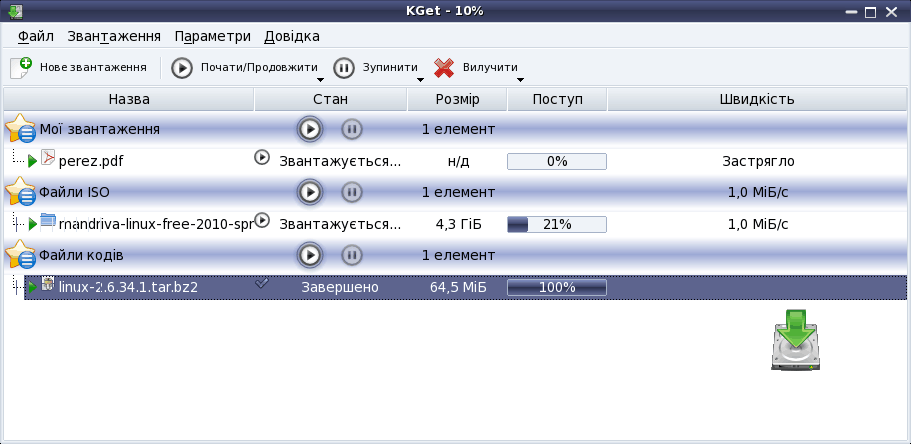 KGet - 10%
Файл Звантаження Параметри Довідка
Нове звантаження Почати/Продовжити Зупинити Вилучити
Назва Стан Розмір Поступ Швидкість
Мої звантаження 1 елемент
perez.pdf Звантажується... н/д 0% Застрягло
Файли ISO 1 елемент 1,0 МіБ/с
mandriva-linux-free-2010-spr Звантажується... 4,3 ГіБ 21% 1,0 МіБ/с
Файли кодів 1 елемент
linux-2.6.34.1.tar.bz2 Завершено 64,5 МіБ 100%